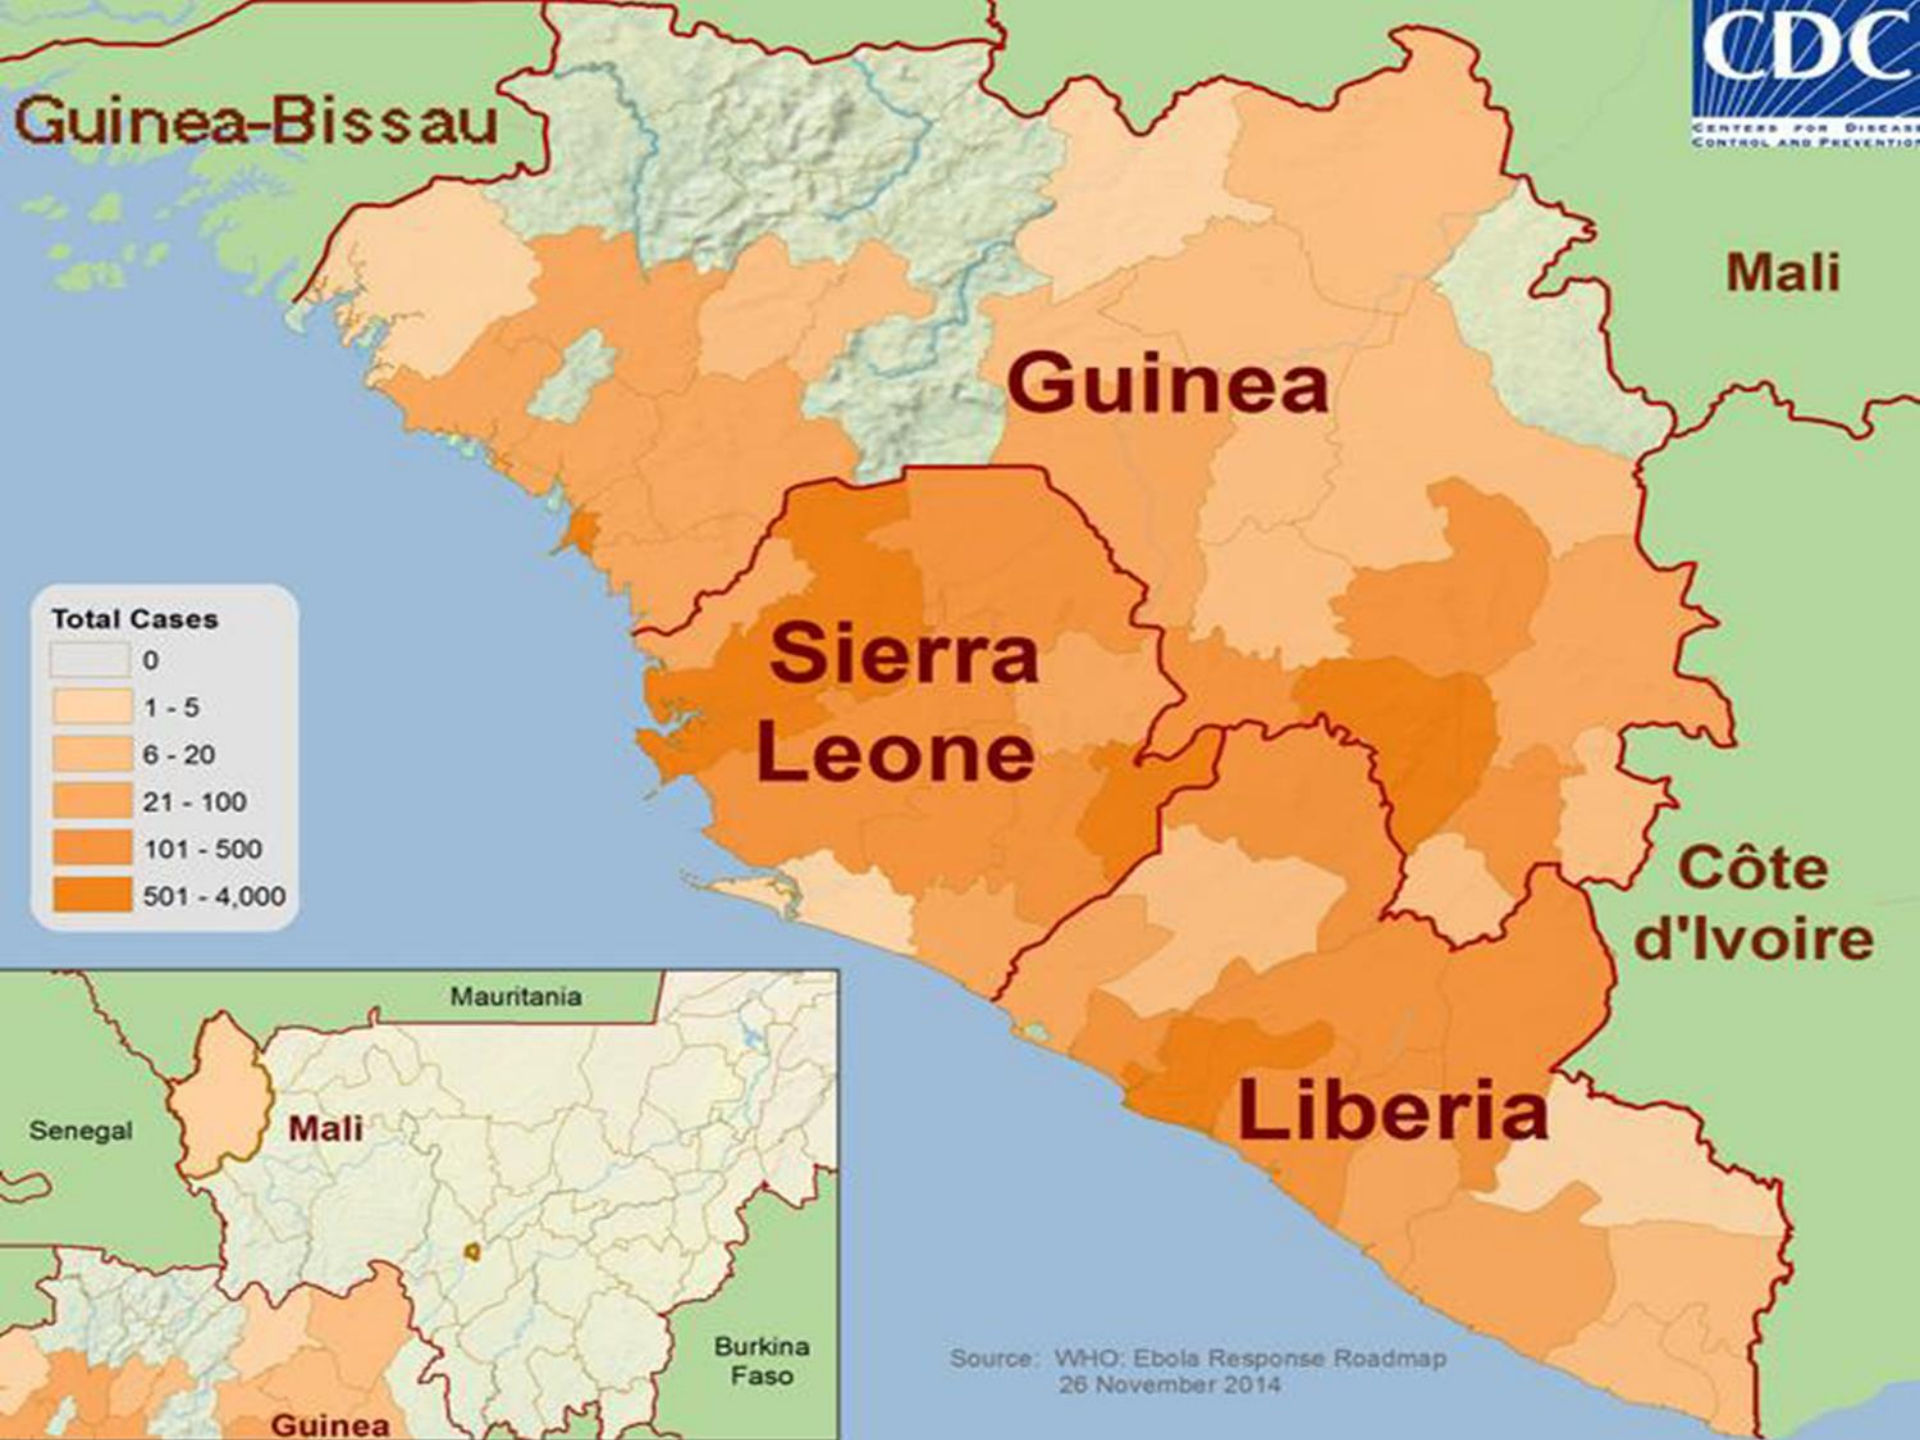 CDC
CENTERS FOR DISEASE
CONTROL AND PREVENTION
Guinea-Bissau
Mali
Guinea
Sierra
Leone
Côte
d'Ivoire
Liberia
Total Cases
0
1 - 5
6 - 20
21 - 100
101 - 500
501 - 4,000
Mauritania
Senegal
Mali
Burkina
Faso
Guinea
Source: WHO: Ebola Response Roadmap
26 November 2014